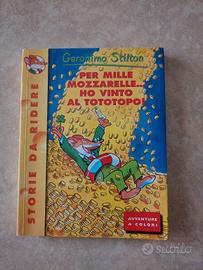 Geronimo Stilton
PER MILLE
MOZZARELLE...
HO VINTO
AL TOTOTOPO!
STORIE DA RIDERE
AVVENTURE
A COLORI
subito